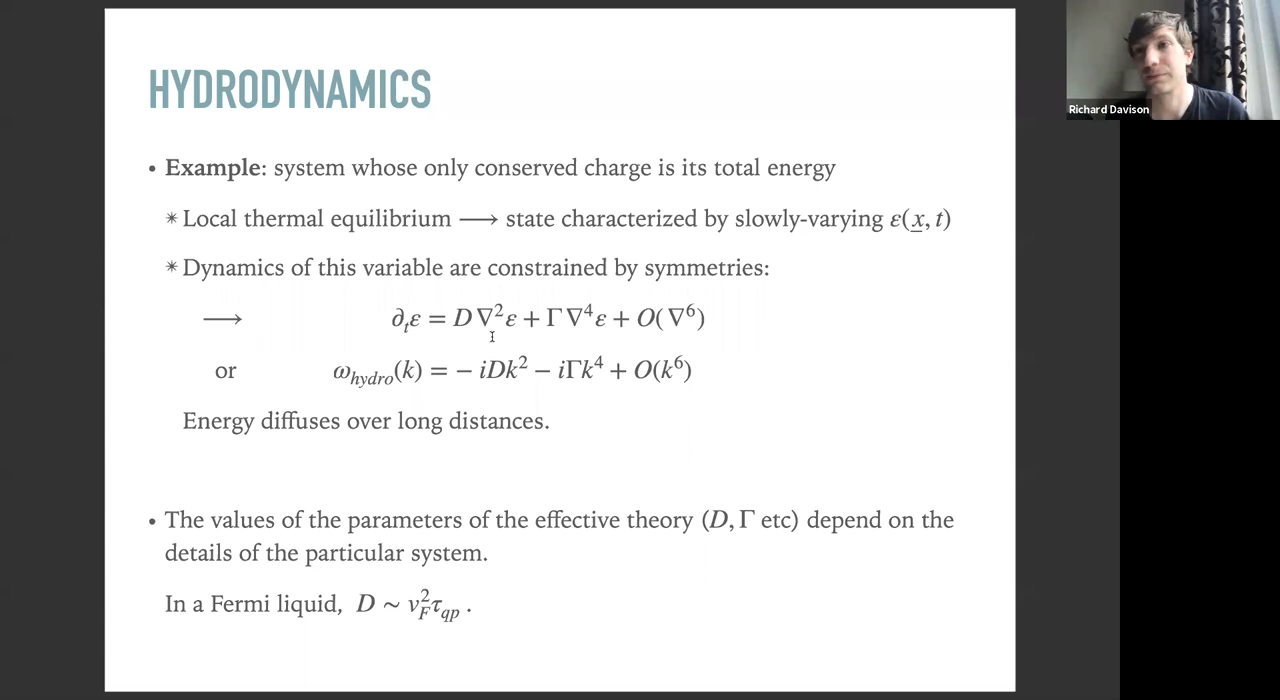 HYDRODYNAMICS
Richard Davison
• Example: system whose only conserved charge is its total energy
* Local thermal equilibrium ⟶ state characterized by slowly-varying ε(x, t)
* Dynamics of this variable are constrained by symmetries:
⟶ ∂ₜε = D∇²ε + Γ∇⁴ε + O(∇⁶)
or ω_hydro(k) = − iDk² − iΓk⁴ + O(k⁶)
Energy diffuses over long distances.
• The values of the parameters of the effective theory (D, Γ etc) depend on the
details of the particular system.
In a Fermi liquid, D ∼ v_F² τ_qp .